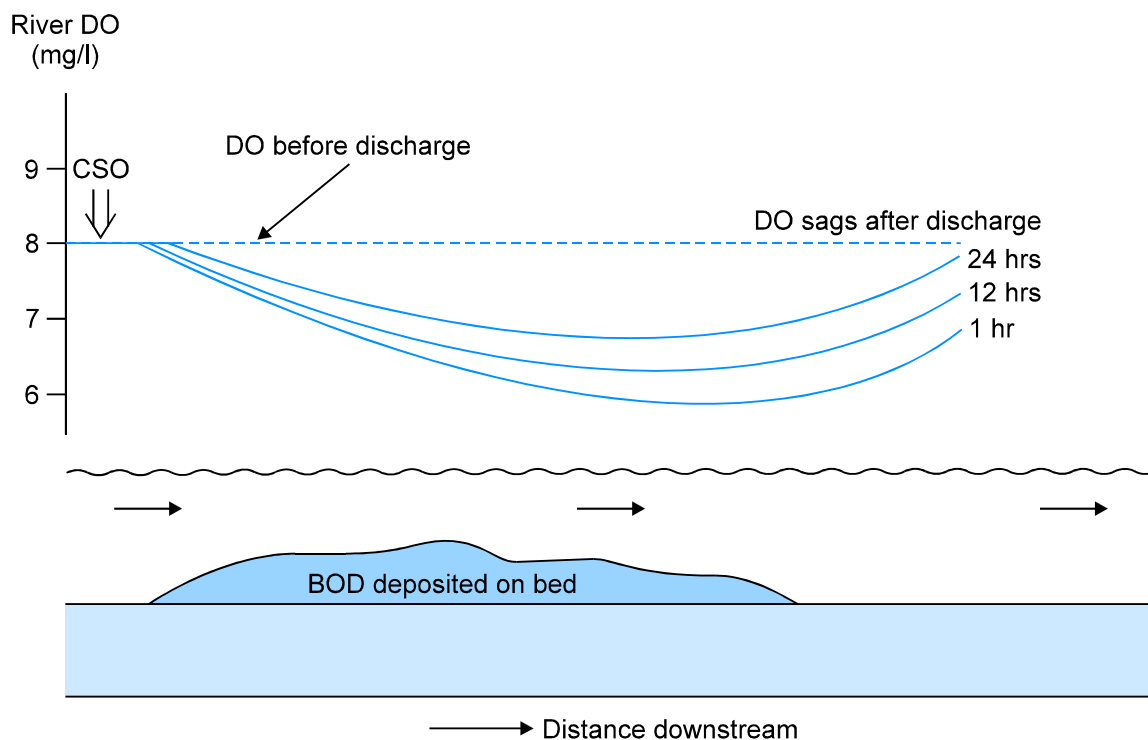 River DO
(mg/l)
DO before discharge
9
CSO
DO sags after discharge
8
24 hrs
12 hrs
7
1 hr
6
BOD deposited on bed
Distance downstream